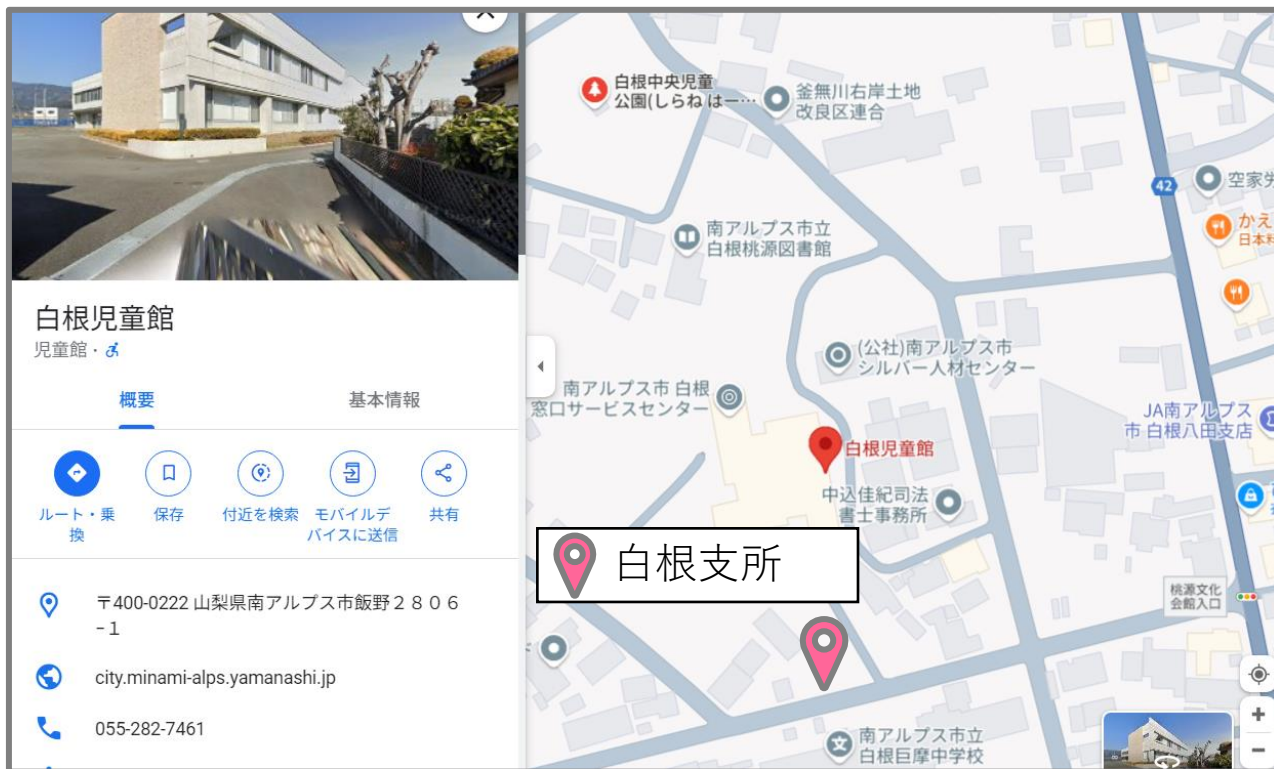 白根児童館
児童館・
概要
基本情報
ルート・乗
換
保存
付近を検索
モバイルデ
バイスに送信
共有
〒400-0222 山梨県南アルプス市飯野２８０６
−１
city.minami-alps.yamanashi.jp
055-282-7461
白根中央児童
公園(しらねはー…
釜無川右岸土地
改良区連合
42
空家労
かえ
日本料
南アルプス市立
白根桃源図書館
(公社)南アルプス市
シルバー人材センター
南アルプス市 白根
窓口サービスセンター
JA南アルプス
市 白根八田支店
白根児童館
中込佳紀司法
書士事務所
白根支所
桃源文化
会館入口
南アルプス市立
白根巨摩中学校